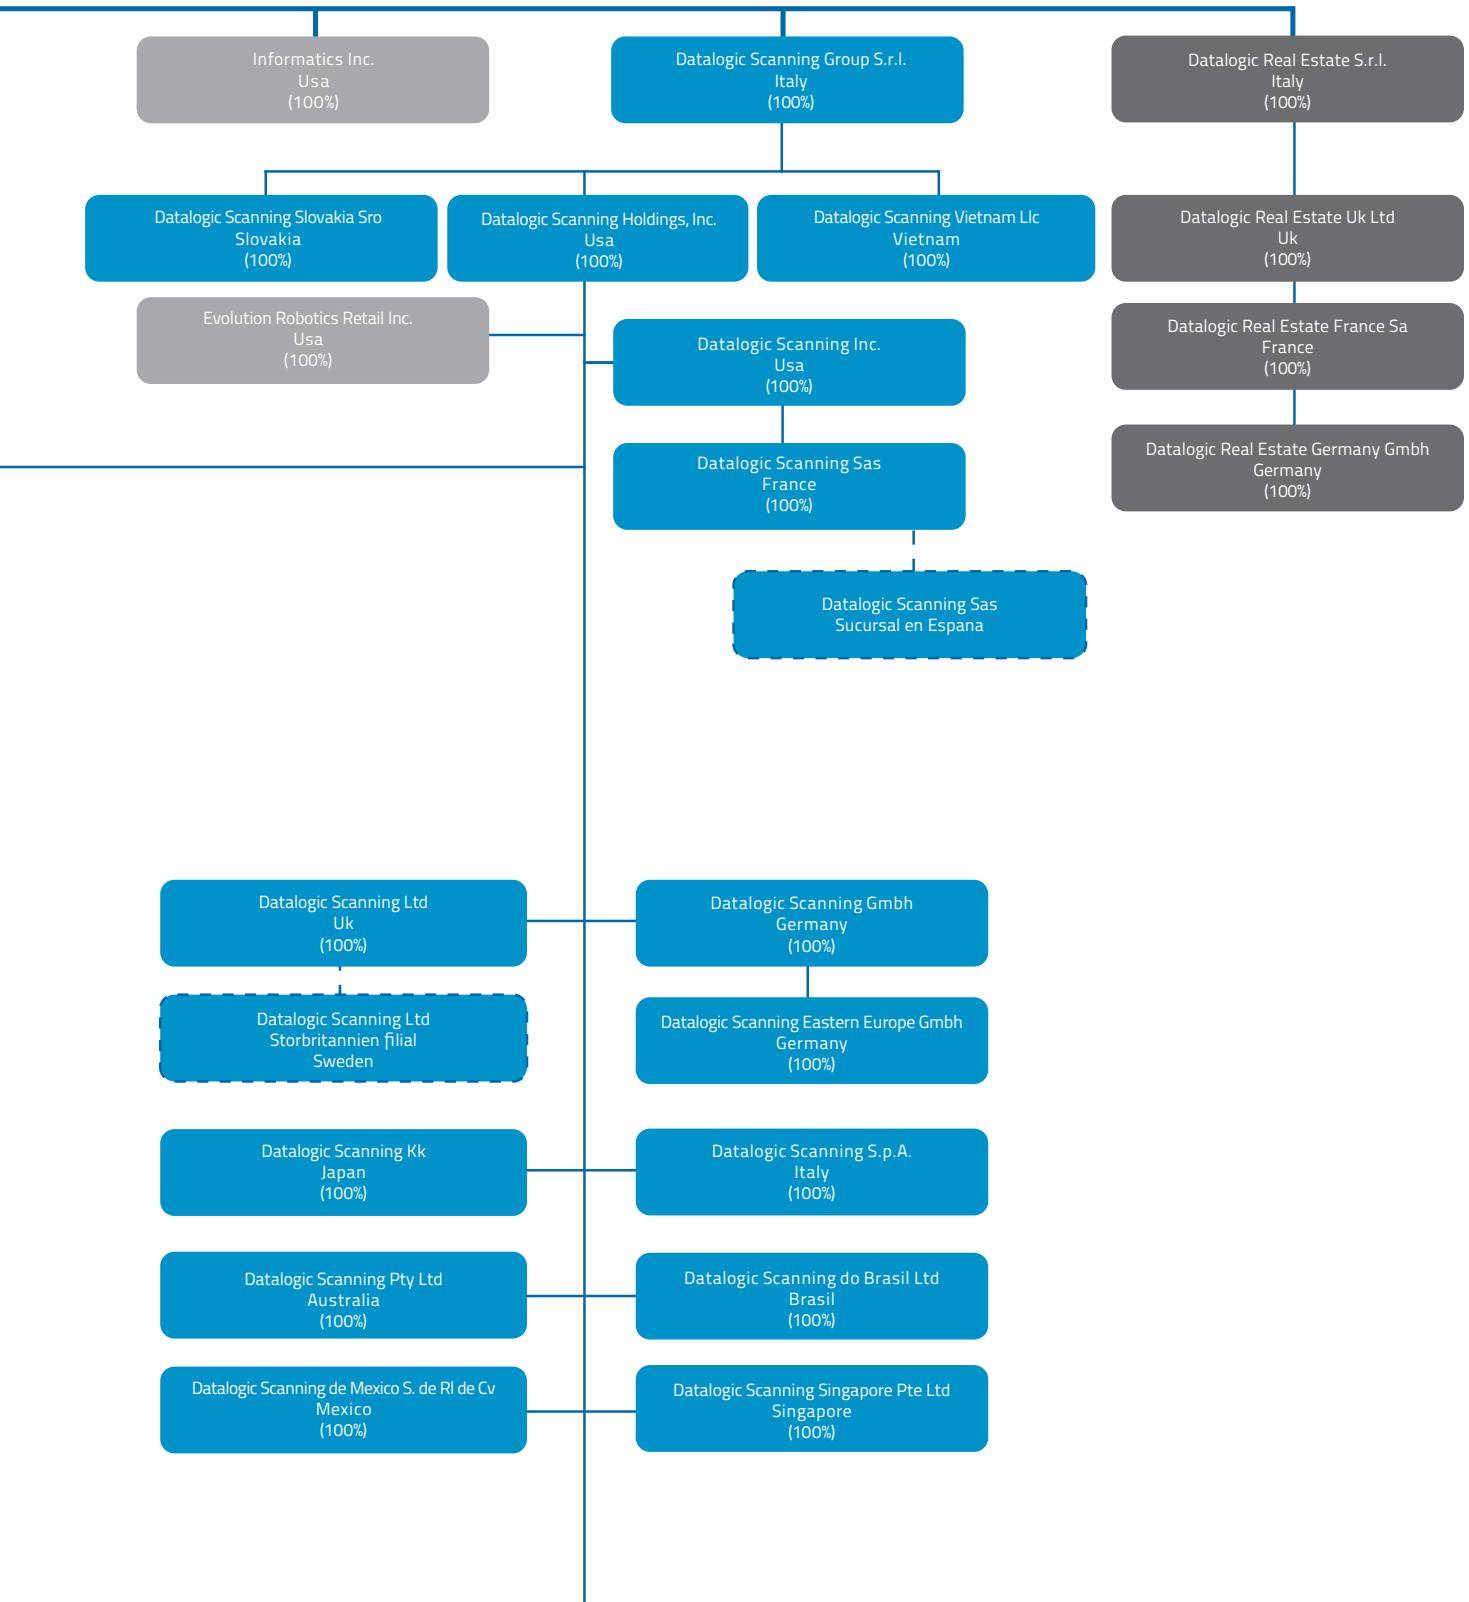 Informatics Inc.
Usa
(100%)
Datalogic Scanning Group S.r.l.
Italy
(100%)
Datalogic Real Estate S.r.l.
Italy
(100%)
Datalogic Scanning Slovakia Sro
Slovakia
(100%)
Datalogic Scanning Holdings, Inc.
Usa
(100%)
Datalogic Scanning Vietnam Llc
Vietnam
(100%)
Datalogic Real Estate Uk Ltd
Uk
(100%)
Evolution Robotics Retail Inc.
Usa
(100%)
Datalogic Scanning Inc.
Usa
(100%)
Datalogic Real Estate France Sa
France
(100%)
Datalogic Scanning Sas
France
(100%)
Datalogic Real Estate Germany Gmbh
Germany
(100%)
Datalogic Scanning Sas
Sucursal en Espana
Datalogic Scanning Ltd
Uk
(100%)
Datalogic Scanning Gmbh
Germany
(100%)
Datalogic Scanning Ltd
Storbritannien filial
Sweden
Datalogic Scanning Eastern Europe Gmbh
Germany
(100%)
Datalogic Scanning Kk
Japan
(100%)
Datalogic Scanning S.p.A.
Italy
(100%)
Datalogic Scanning Pty Ltd
Australia
(100%)
Datalogic Scanning do Brasil Ltd
Brasil
(100%)
Datalogic Scanning de Mexico S. de Rl de Cv
Mexico
(100%)
Datalogic Scanning Singapore Pte Ltd
Singapore
(100%)